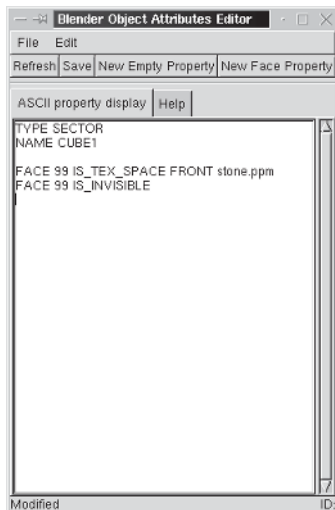 Blender Object Attributes Editor
File Edit
Refresh Save New Empty Property New Face Property
ASCII property display Help
TYPE SECTOR
NAME CUBE1
FACE 99 IS_TEX_SPACE FRONT stone.ppm
FACE 99 IS_INVISIBLE
Modified ID: